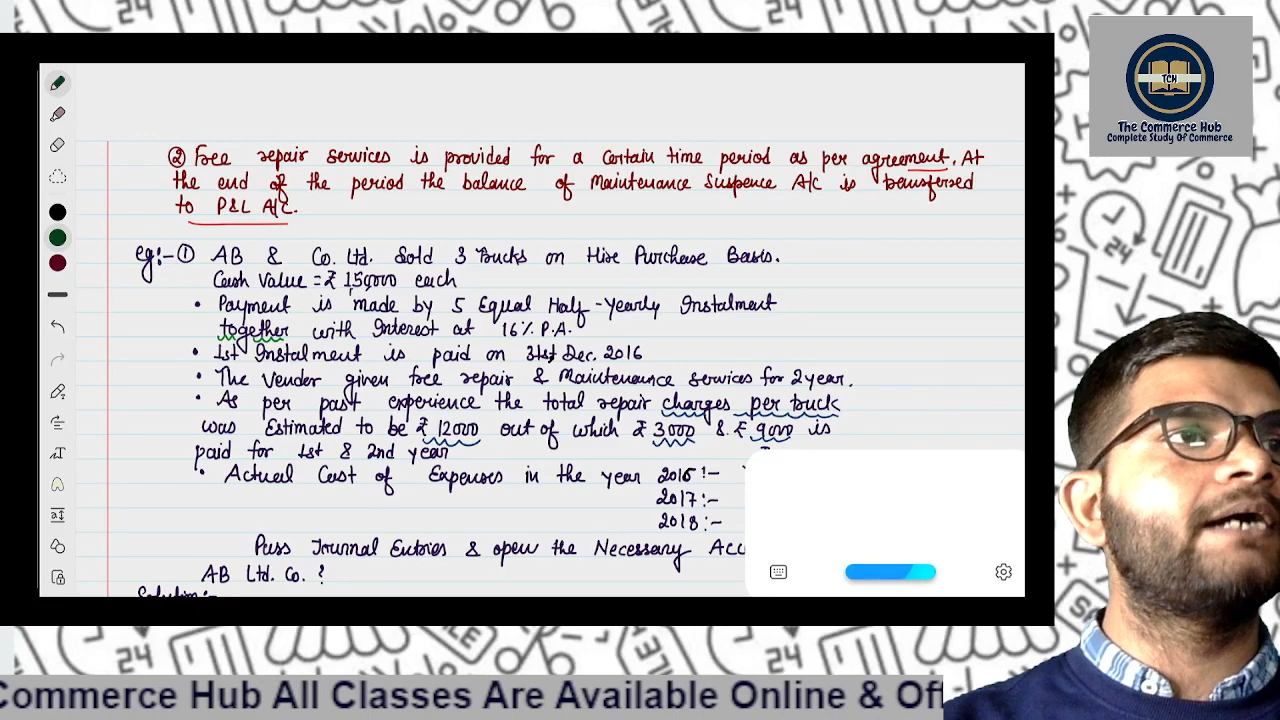 ② Free repair services is provided for a Certain time period as per agreement. At
the end of the period the balance of Maintenance Suspence A/C is transfered
to P&L A/C.
eg:- ① AB & Co. Ltd. Sold 3 Trucks on Hire Purchase Basis.
Cash Value = ₹ 150,000 each
• Payment is made by 5 Equal Half-Yearly Instalment
together with Interest at 16% P.A.
• 1st Instalment is paid on 31st Dec. 2016
• The Vender given free repair & Maintenance services for 2 year.
• As per past experience the total repair charges per truck
was Estimated to be ₹ 12000 out of which ₹ 3000 & ₹ 9000 is
paid for 1st & 2nd year
• Actual Cost of Expenses in the year 2016:-
2017:-
2018:-
Pass Journal Entries & open the Necessary Acc
AB Ltd. Co. ?
Solution:-
TCH
The Commerce Hub
Complete Study Of Commerce
Commerce Hub All Classes Are Available Online & Off